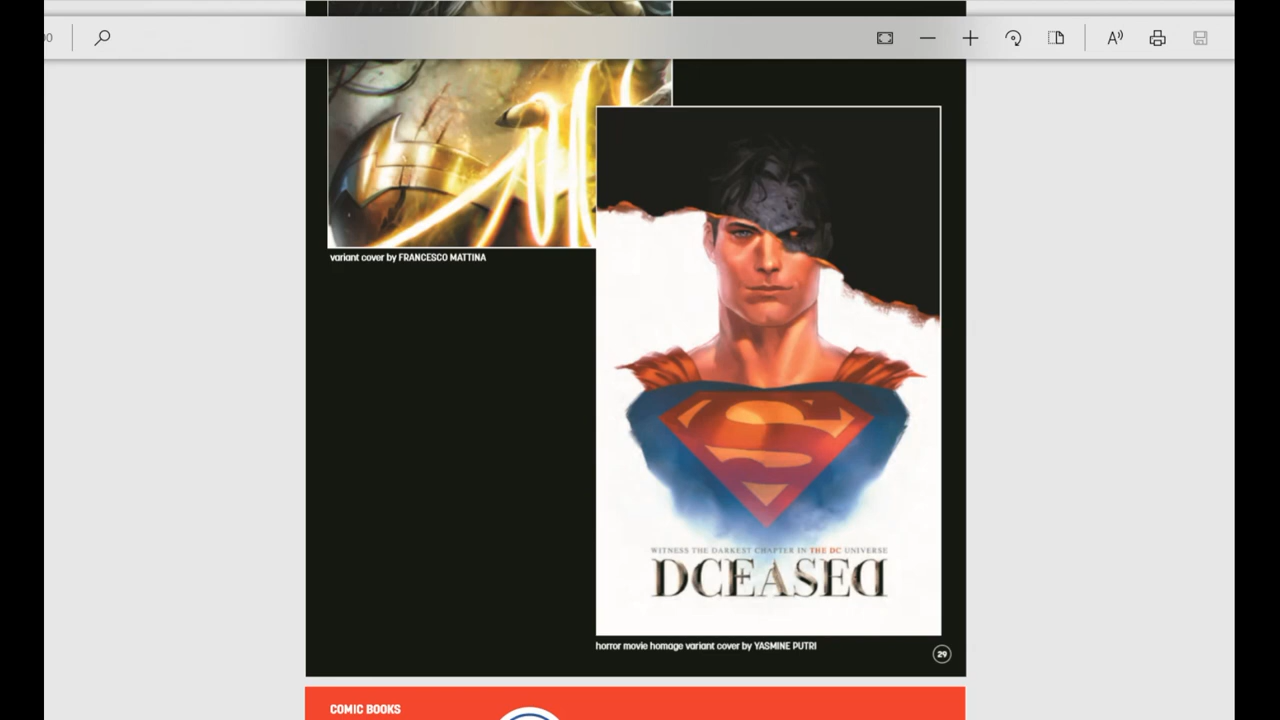 variant cover by FRANCESCO MATTINA
WITNESS THE DARKEST CHAPTER IN THE DC UNIVERSE
DCEASED
horror movie homage variant cover by YASMINE PUTRI
29
COMIC BOOKS